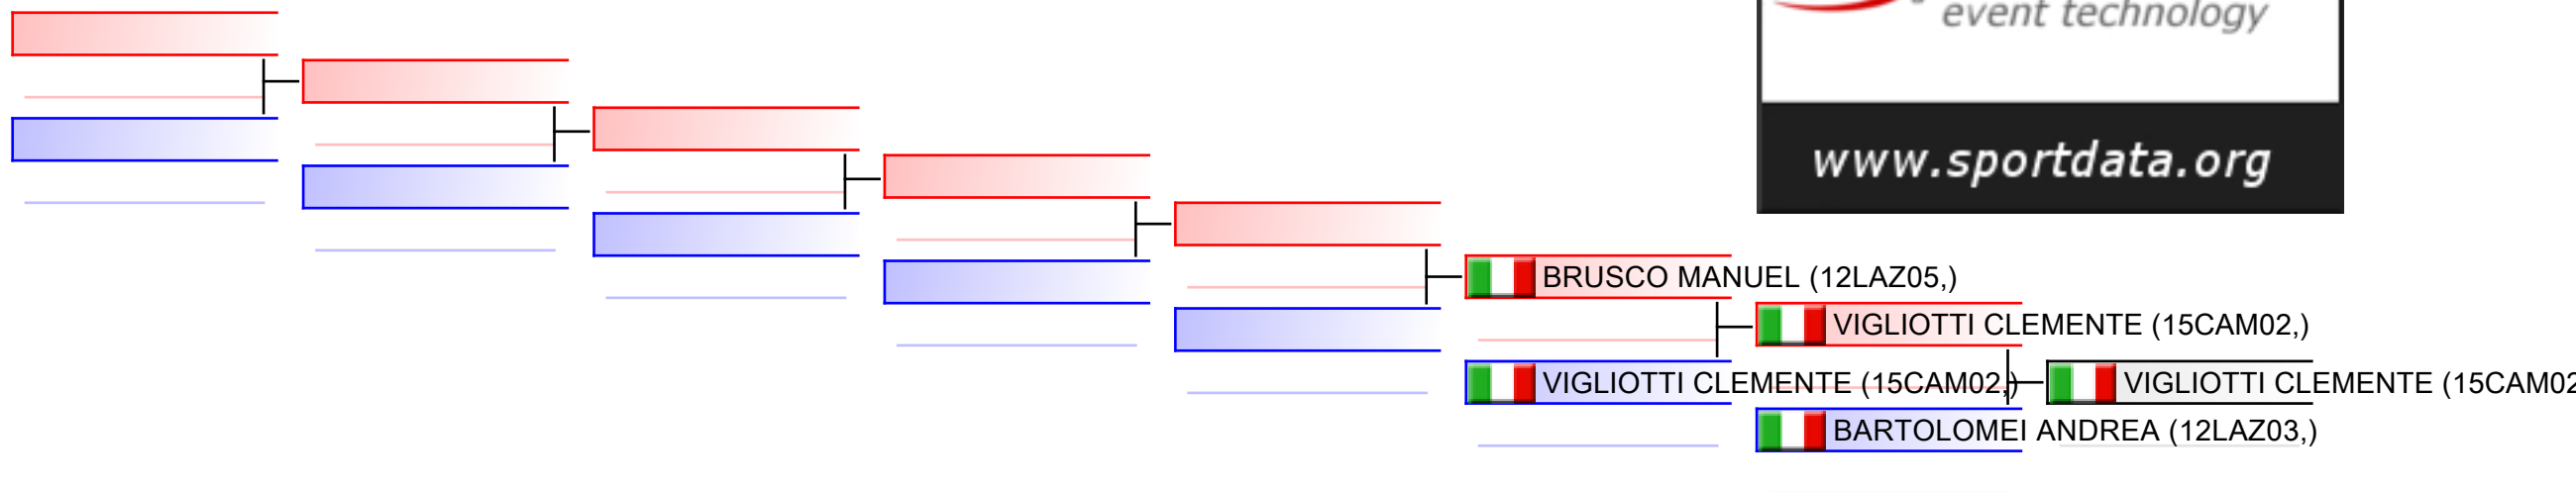 event technology
www.sportdata.org
BRUSCO MANUEL (12LAZ05,)
VIGLIOTTI CLEMENTE (15CAM02,)
VIGLIOTTI CLEMENTE (15CAM02,)
VIGLIOTTI CLEMENTE (15CAM02
BARTOLOMEI ANDREA (12LAZ03,)